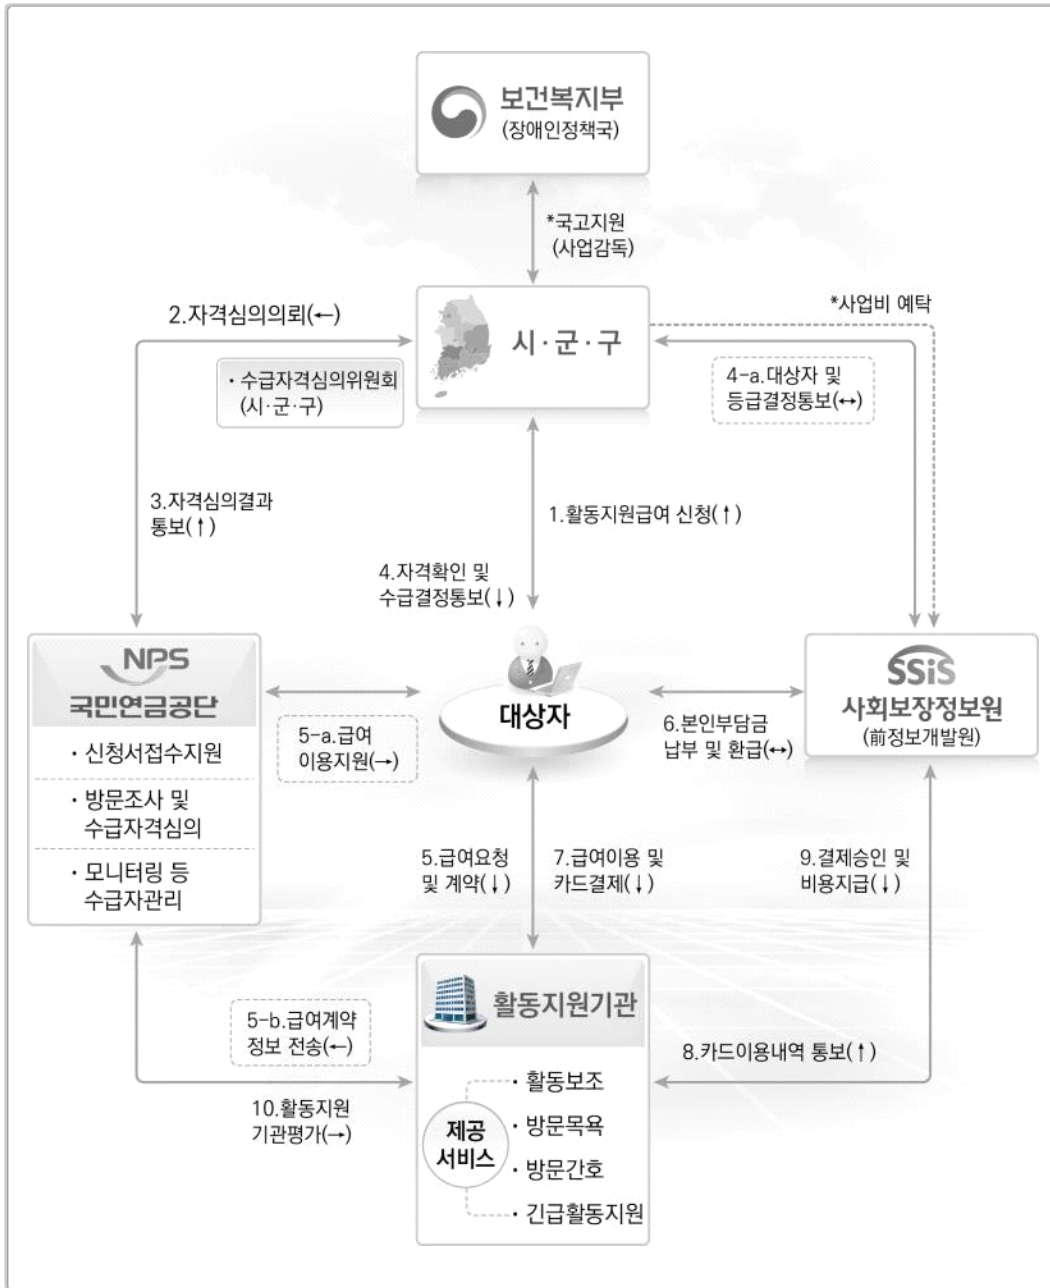 보건복지부
(장애인정책국)
*국고지원
(사업감독)
2.자격심의의뢰(←)
시·군·구
*사업비 예탁
· 수급자격심의위원회
(시·군·구)
4-a.대상자 및
등급결정통보(↔)
3.자격심의결과
통보(↑)
1.활동지원급여 신청(↑)
4.자격확인 및
수급결정통보(↓)
NPS
국민연금공단
· 신청서접수지원
· 방문조사 및
수급자격심의
· 모니터링 등
수급자관리
5-a.급여
이용지원(→)
대상자
6.본인부담금
납부 및 환급(↔)
SSiS
사회보장정보원
(前정보개발원)
5.급여요청
및 계약(↓)
7.급여이용 및
카드결제(↓)
9.결제승인 및
비용지급(↓)
5-b.급여계약
정보 전송(←)
10.활동지원
기관평가(→)
활동지원기관
제공
서비스
· 활동보조
· 방문목욕
· 방문간호
· 긴급활동지원
8.카드이용내역 통보(↑)